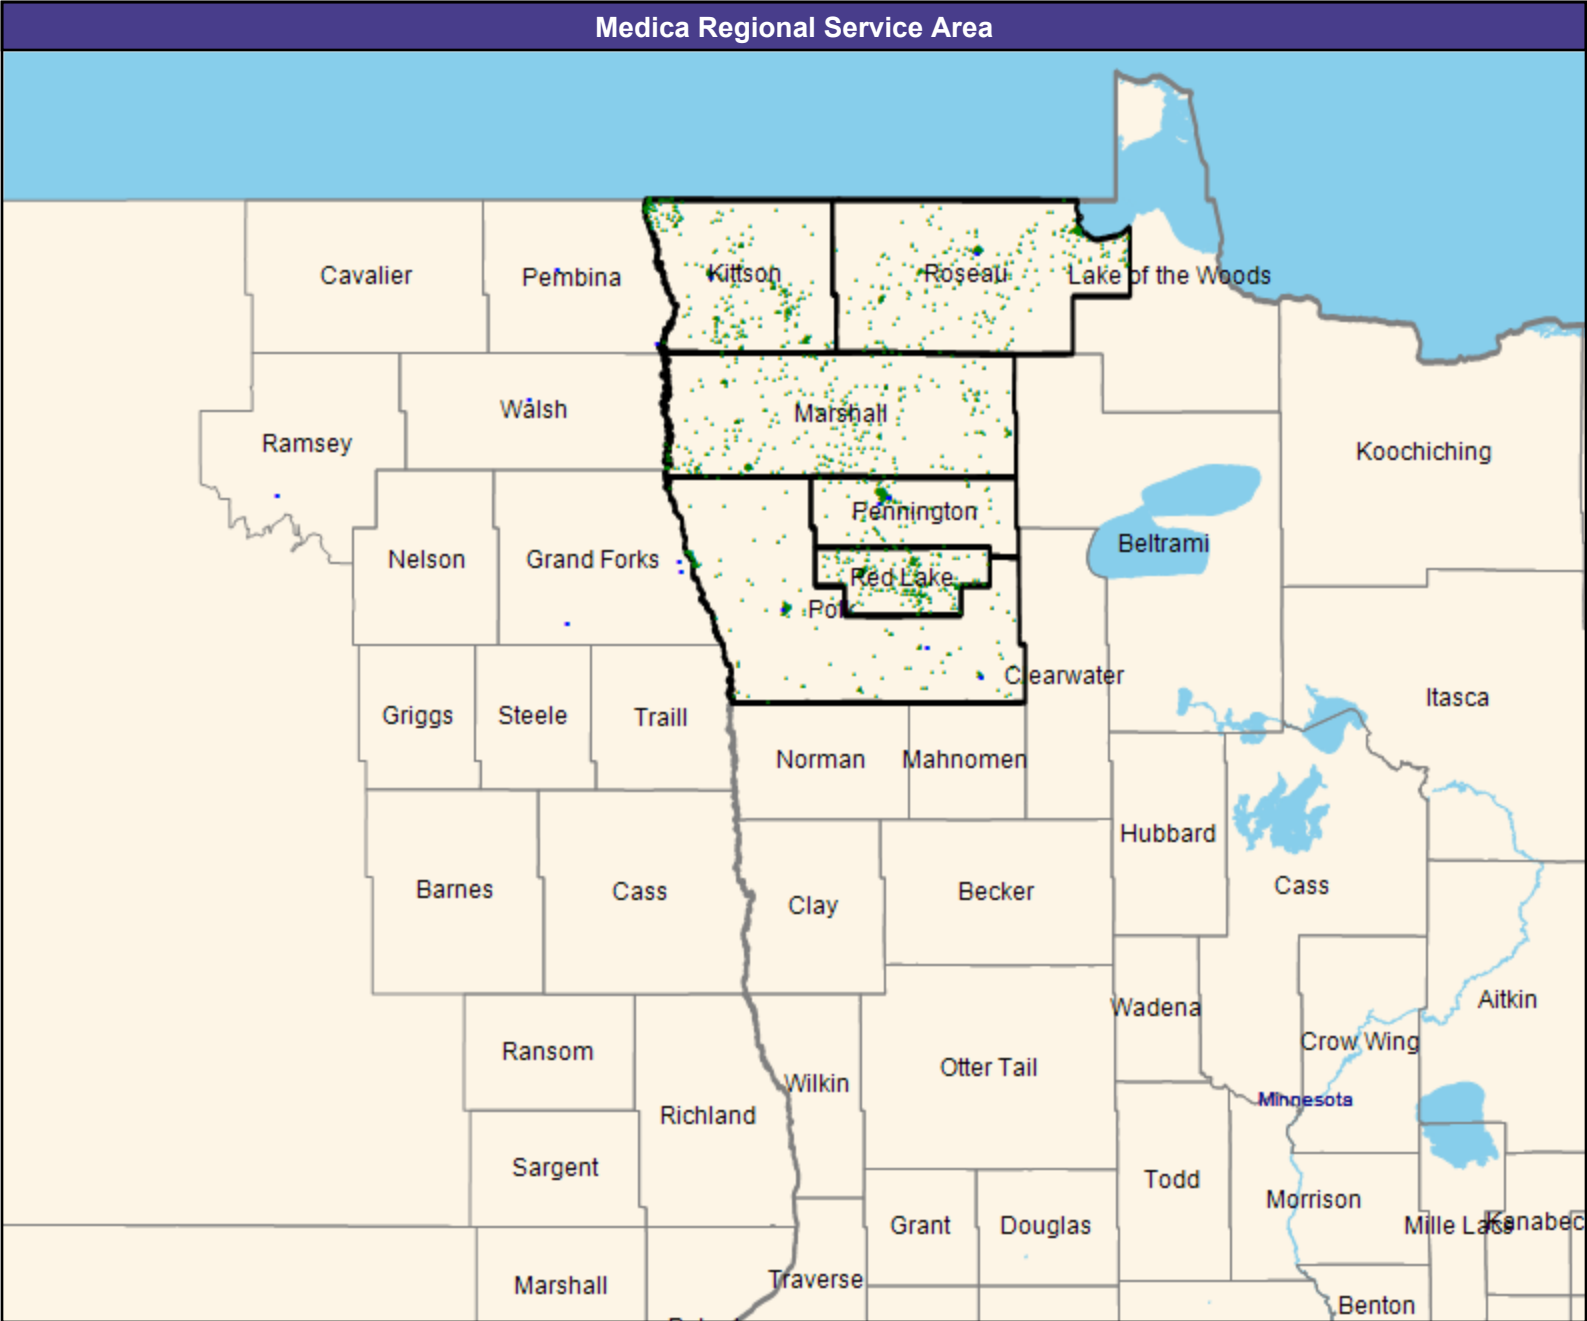 Medica Regional Service Area
Cavalier
Pembina
Kittson
Roseau
Lake of the Woods
Walsh
Marshall
Ramsey
Koochiching
Pennington
Beltrami
Nelson
Grand Forks
Red Lake
Clearwater
Griggs
Steele
Traill
Itasca
Norman
Mahnomen
Hubbard
Barnes
Cass
Clay
Becker
Cass
Wadena
Aitkin
Ransom
Crow Wing
Otter Tail
Wilkin
Minnesota
Richland
Sargent
Todd
Morrison
Grant
Douglas
Mille Lacs
Kanabec
Marshall
Traverse
Benton